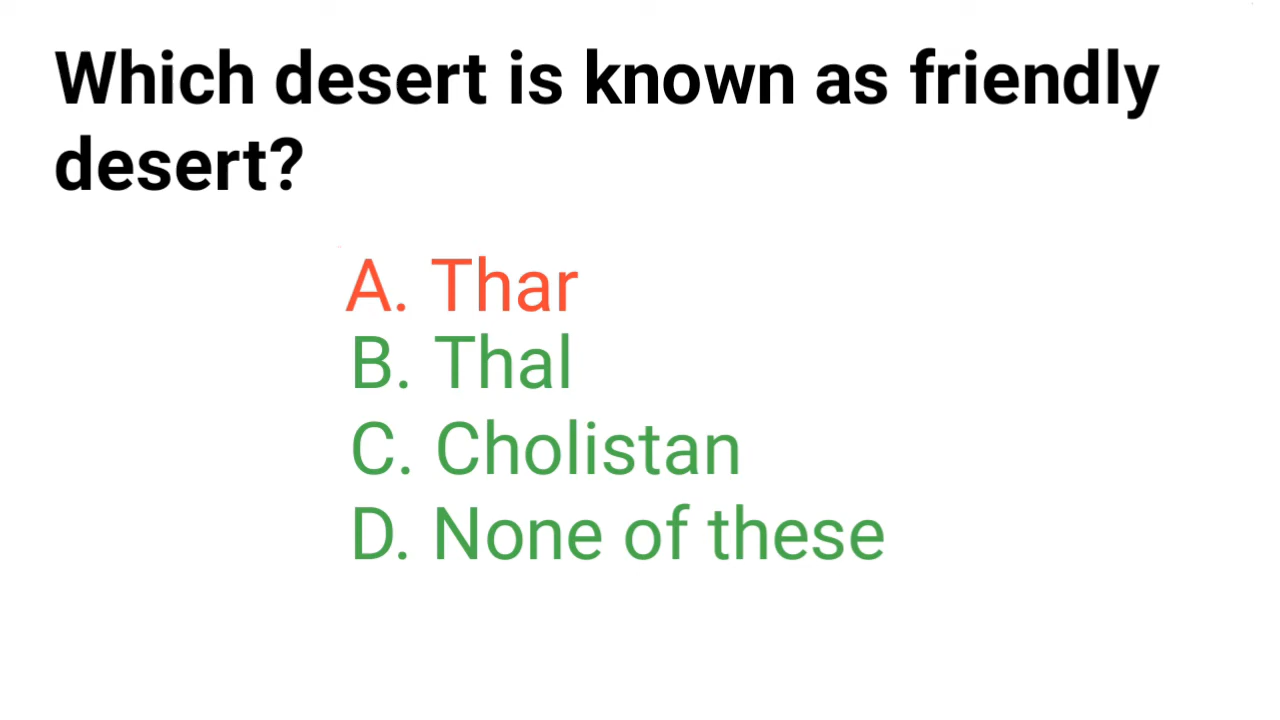 Which desert is known as friendly
desert?
A. Thar
B. Thal
C. Cholistan
D. None of these